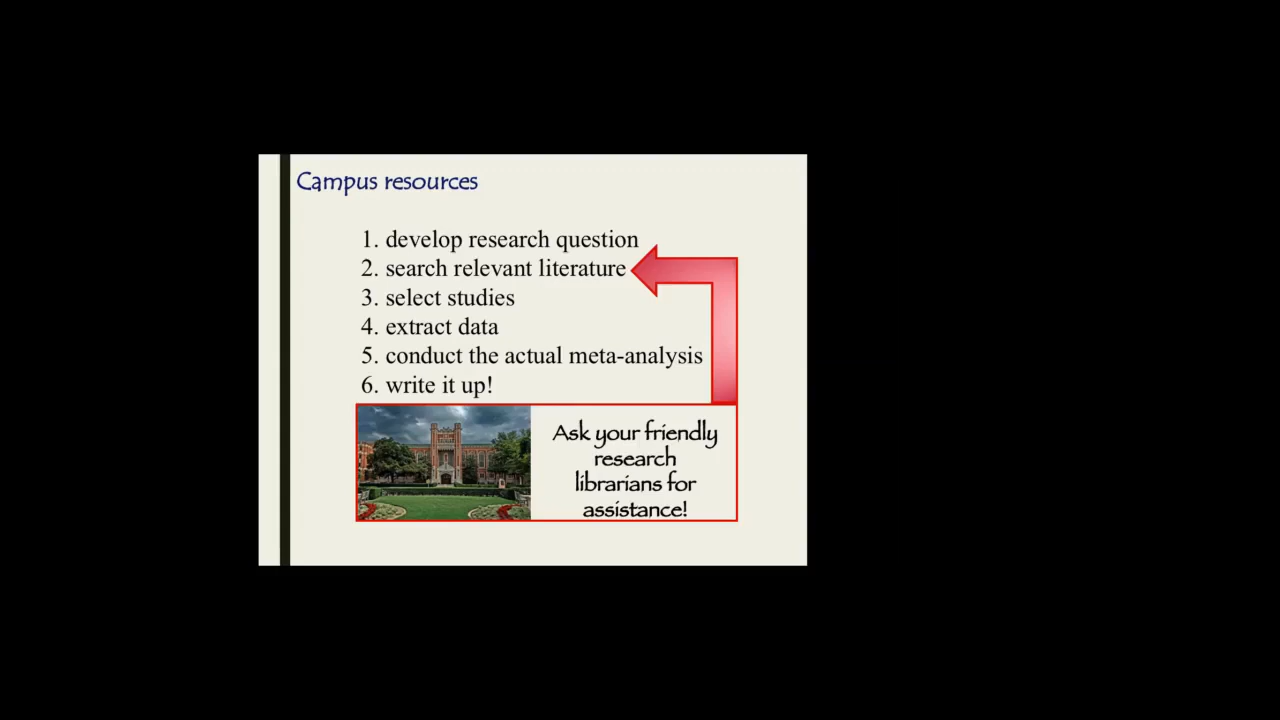 Campus resources
1. develop research question
2. search relevant literature
3. select studies
4. extract data
5. conduct the actual meta-analysis
6. write it up!
Ask your friendly
research
librarians for
assistance!